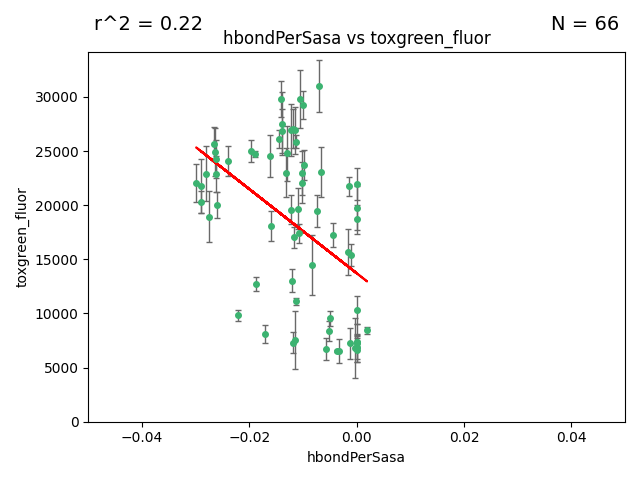 r^2 = 0.22
N = 66
hbondPerSasa vs toxgreen_fluor
30000
25000
20000
15000
10000
5000
0
toxgreen_fluor
−0.04
−0.02
0.00
0.02
0.04
hbondPerSasa